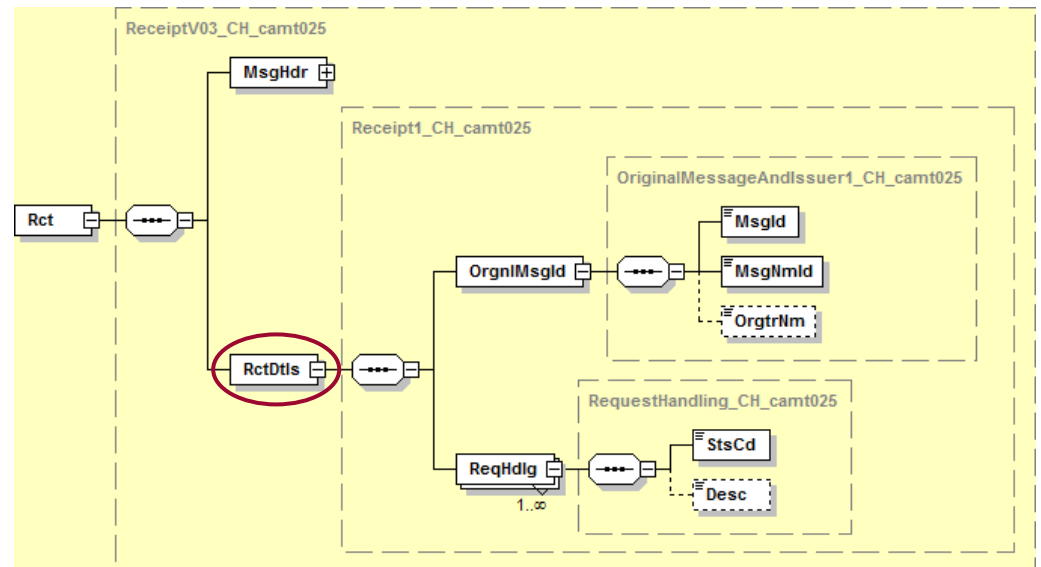 ReceiptV03_CH_camt025
MsgHdr
Receipt1_CH_camt025
OriginalMessageAndIssuer1_CH_camt025
Rct
MsgId
OrgnlMsgId
MsgNmId
OrgtrNm
RctDtls
RequestHandling_CH_camt025
StsCd
ReqHdlg
Desc
1..∞